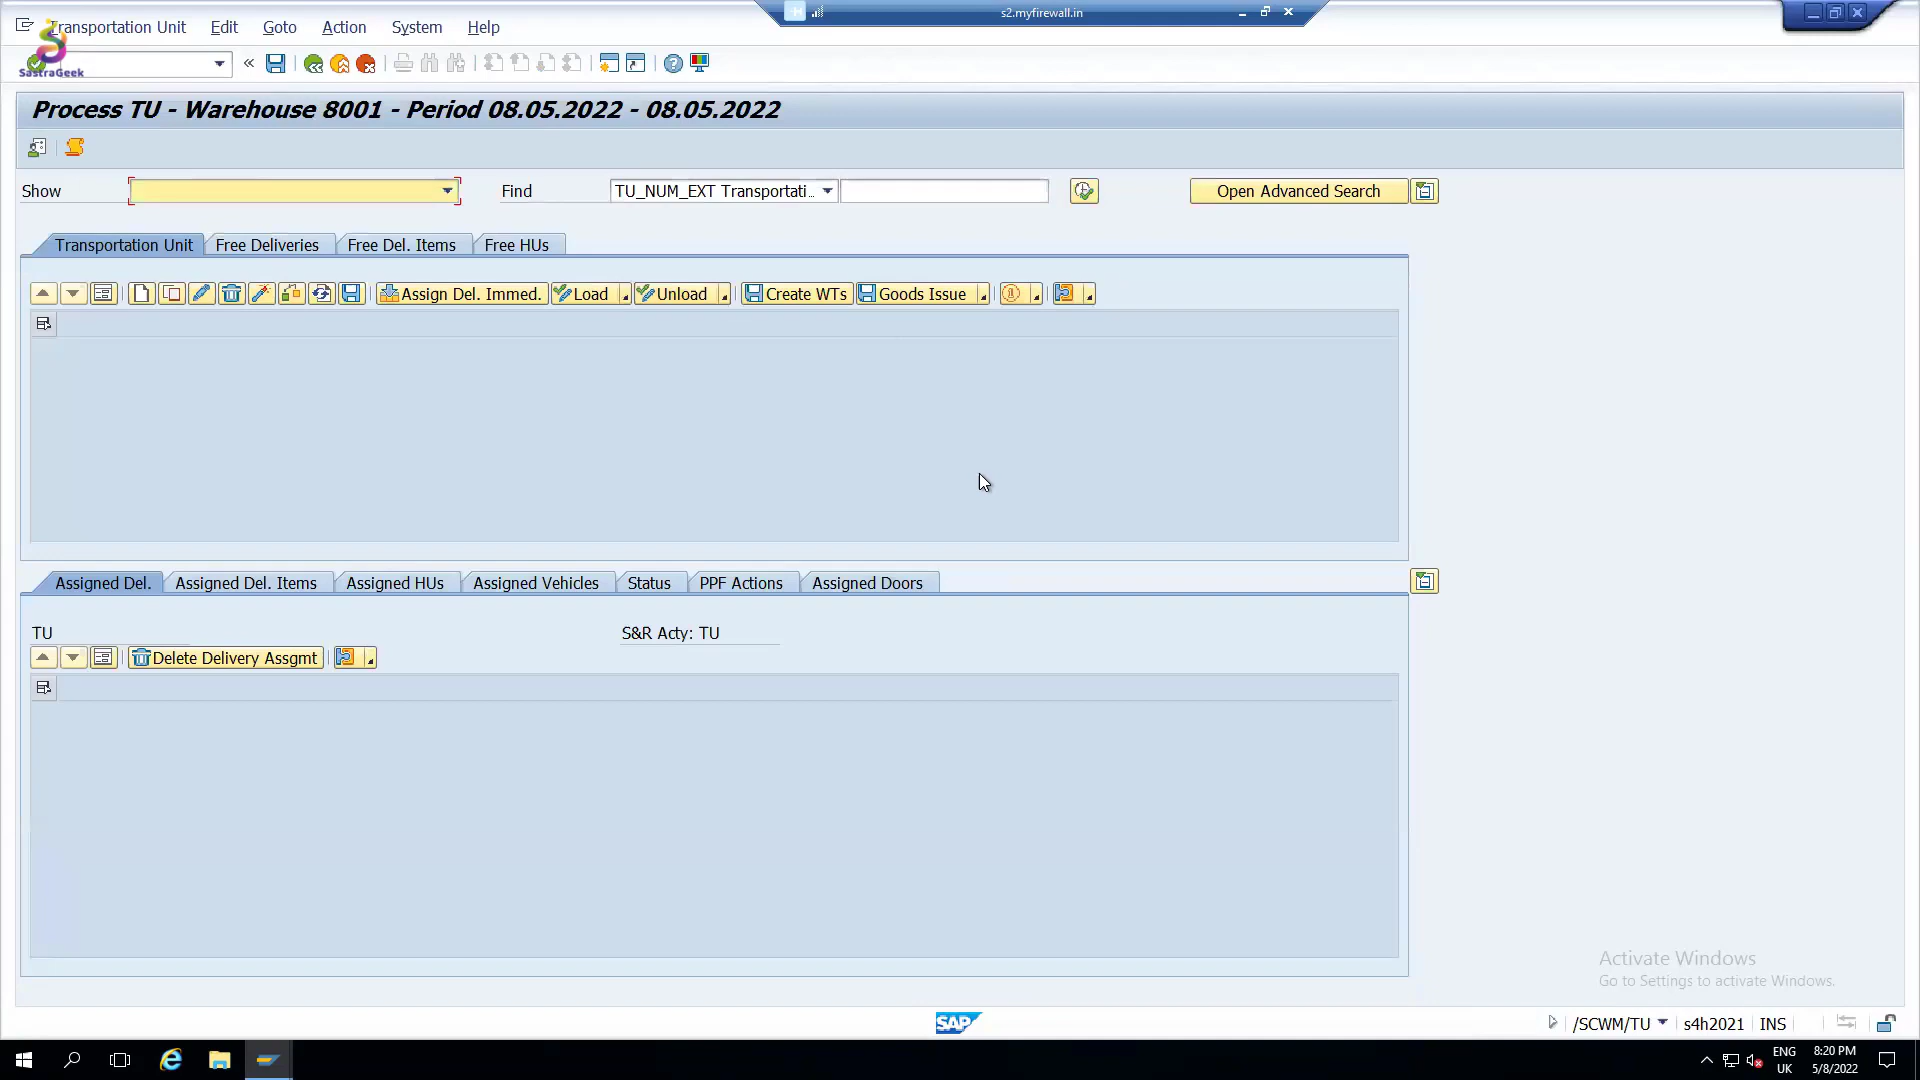 s2.myfirewall.in
Transportation Unit Edit Goto Action System Help
SastraGeek
Process TU - Warehouse 8001 - Period 08.05.2022 - 08.05.2022
Show Find TU_NUM_EXT Transportati... Open Advanced Search
Transportation Unit Free Deliveries Free Del. Items Free HUs
Assign Del. Immed. Load Unload Create WTs Goods Issue
Assigned Del. Assigned Del. Items Assigned HUs Assigned Vehicles Status PPF Actions Assigned Doors
TU S&R Acty: TU
Delete Delivery Assgmt
Activate Windows
Go to Settings to activate Windows.
SAP /SCWM/TU s4h2021 INS
ENG 8:20 PM
UK 5/8/2022